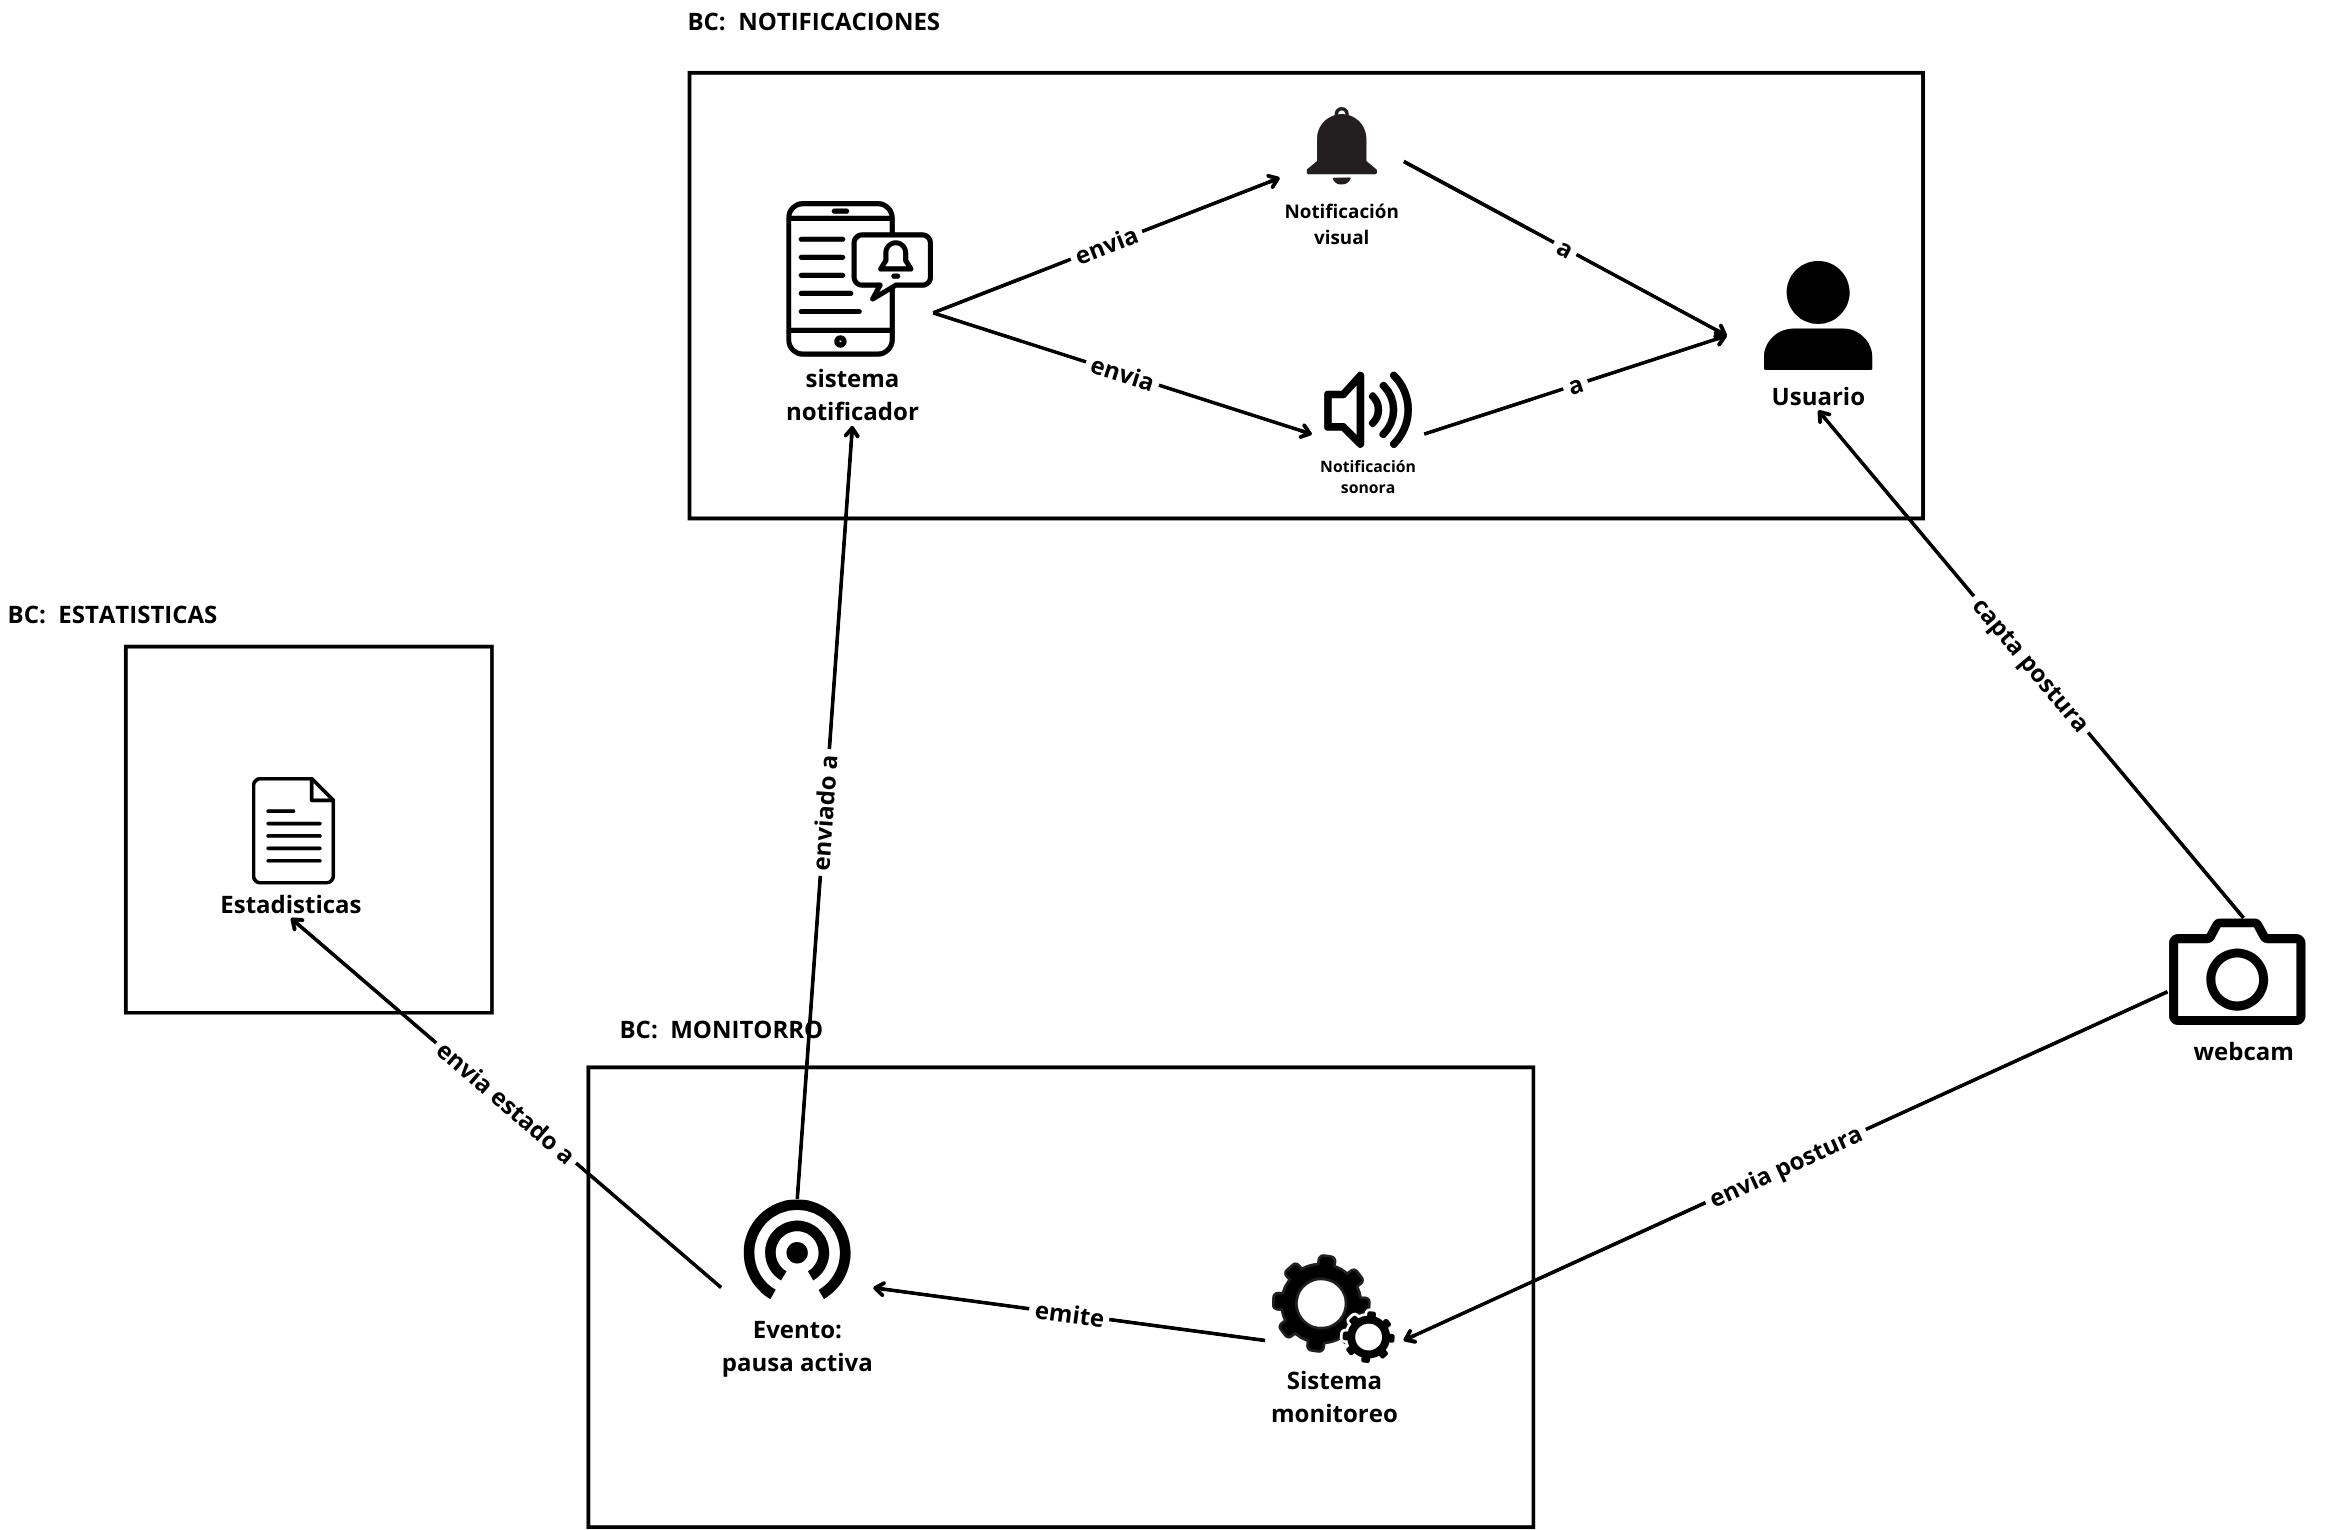 BC:  NOTIFICACIONES
Notificación
visual
envia
a
sistema
notificador
envia
a
Usuario
Notificación
sonora
BC:  ESTATISTICAS
capta postura
enviado a
Estadisticas
BC:  MONITORRO
webcam
envia estado a
envia postura
emite
Evento:
pausa activa
Sistema
monitoreo